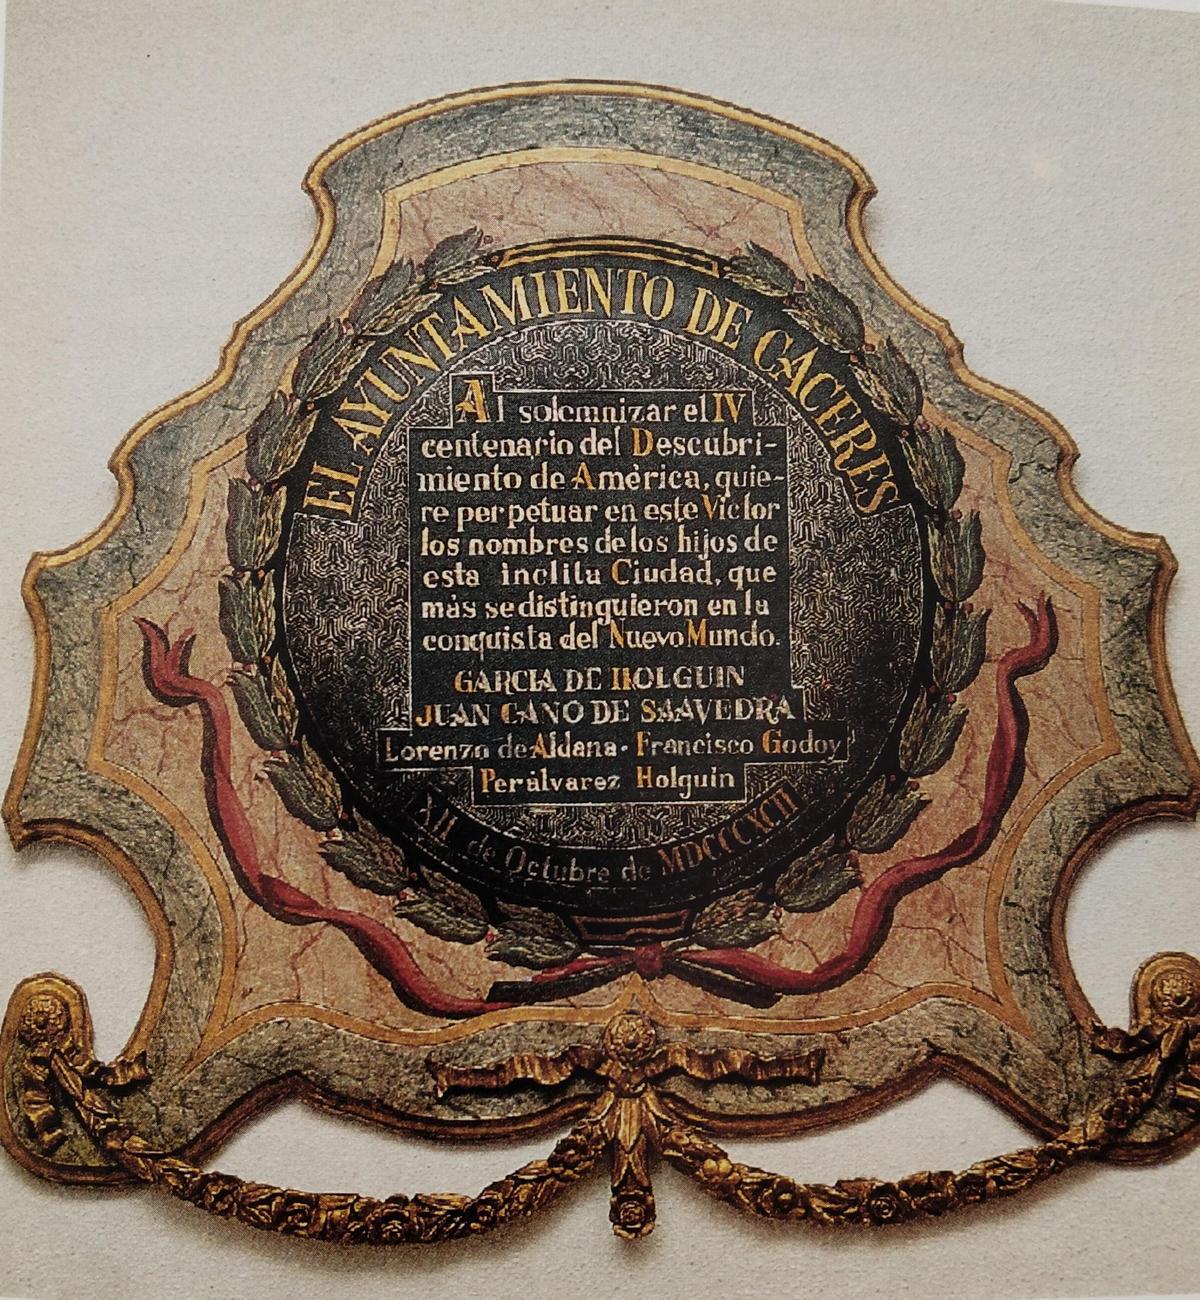 EL AYUNTAMIENTO DE CACERES
Al solemnizar el IV
centenario del Descubri-
miento de América, quie-
re perpetuar en este Victor
los nombres de los hijos de
esta inclita Ciudad, que
más se distinguieron en la
conquista del Nuevo Mundo.
GARCIA DE HOLGUIN
JUAN CANO DE SAAVEDRA
Lorenzo de Aldana · Francisco Godoy
Perálvarez Holguin
XII de Octubre de MDCCCXCII